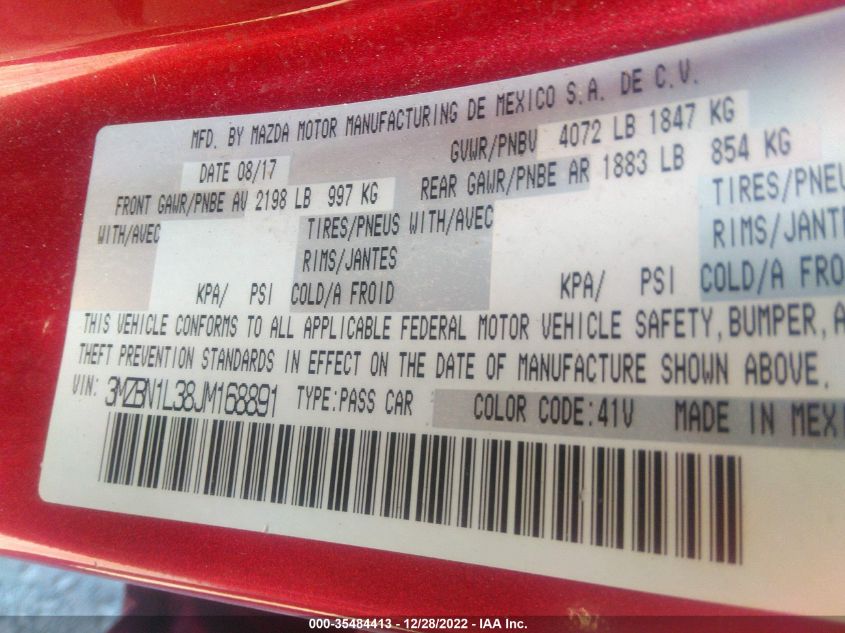 MFD. BY MAZDA MOTOR MANUFACTURING DE MEXICO S.A. DE C.V.
DATE 08/17 GVWR/PNBV 4072 LB 1847 KG
FRONT GAWR/PNBE AV 2198 LB 997 KG REAR GAWR/PNBE AR 1883 LB 854 KG
WITH/AVEC TIRES/PNEUS WITH/AVEC TIRES/PNEU
RIMS/JANTES RIMS/JANTE
KPA/ PSI COLD/A FROID KPA/ PSI COLD/A FROI
THIS VEHICLE CONFORMS TO ALL APPLICABLE FEDERAL MOTOR VEHICLE SAFETY, BUMPER, A
THEFT PREVENTION STANDARDS IN EFFECT ON THE DATE OF MANUFACTURE SHOWN ABOVE.
VIN: 3MZBN1L38JM168891 TYPE:PASS CAR COLOR CODE:41V MADE IN MEXI
000-35484413 - 12/28/2022 - IAA Inc.